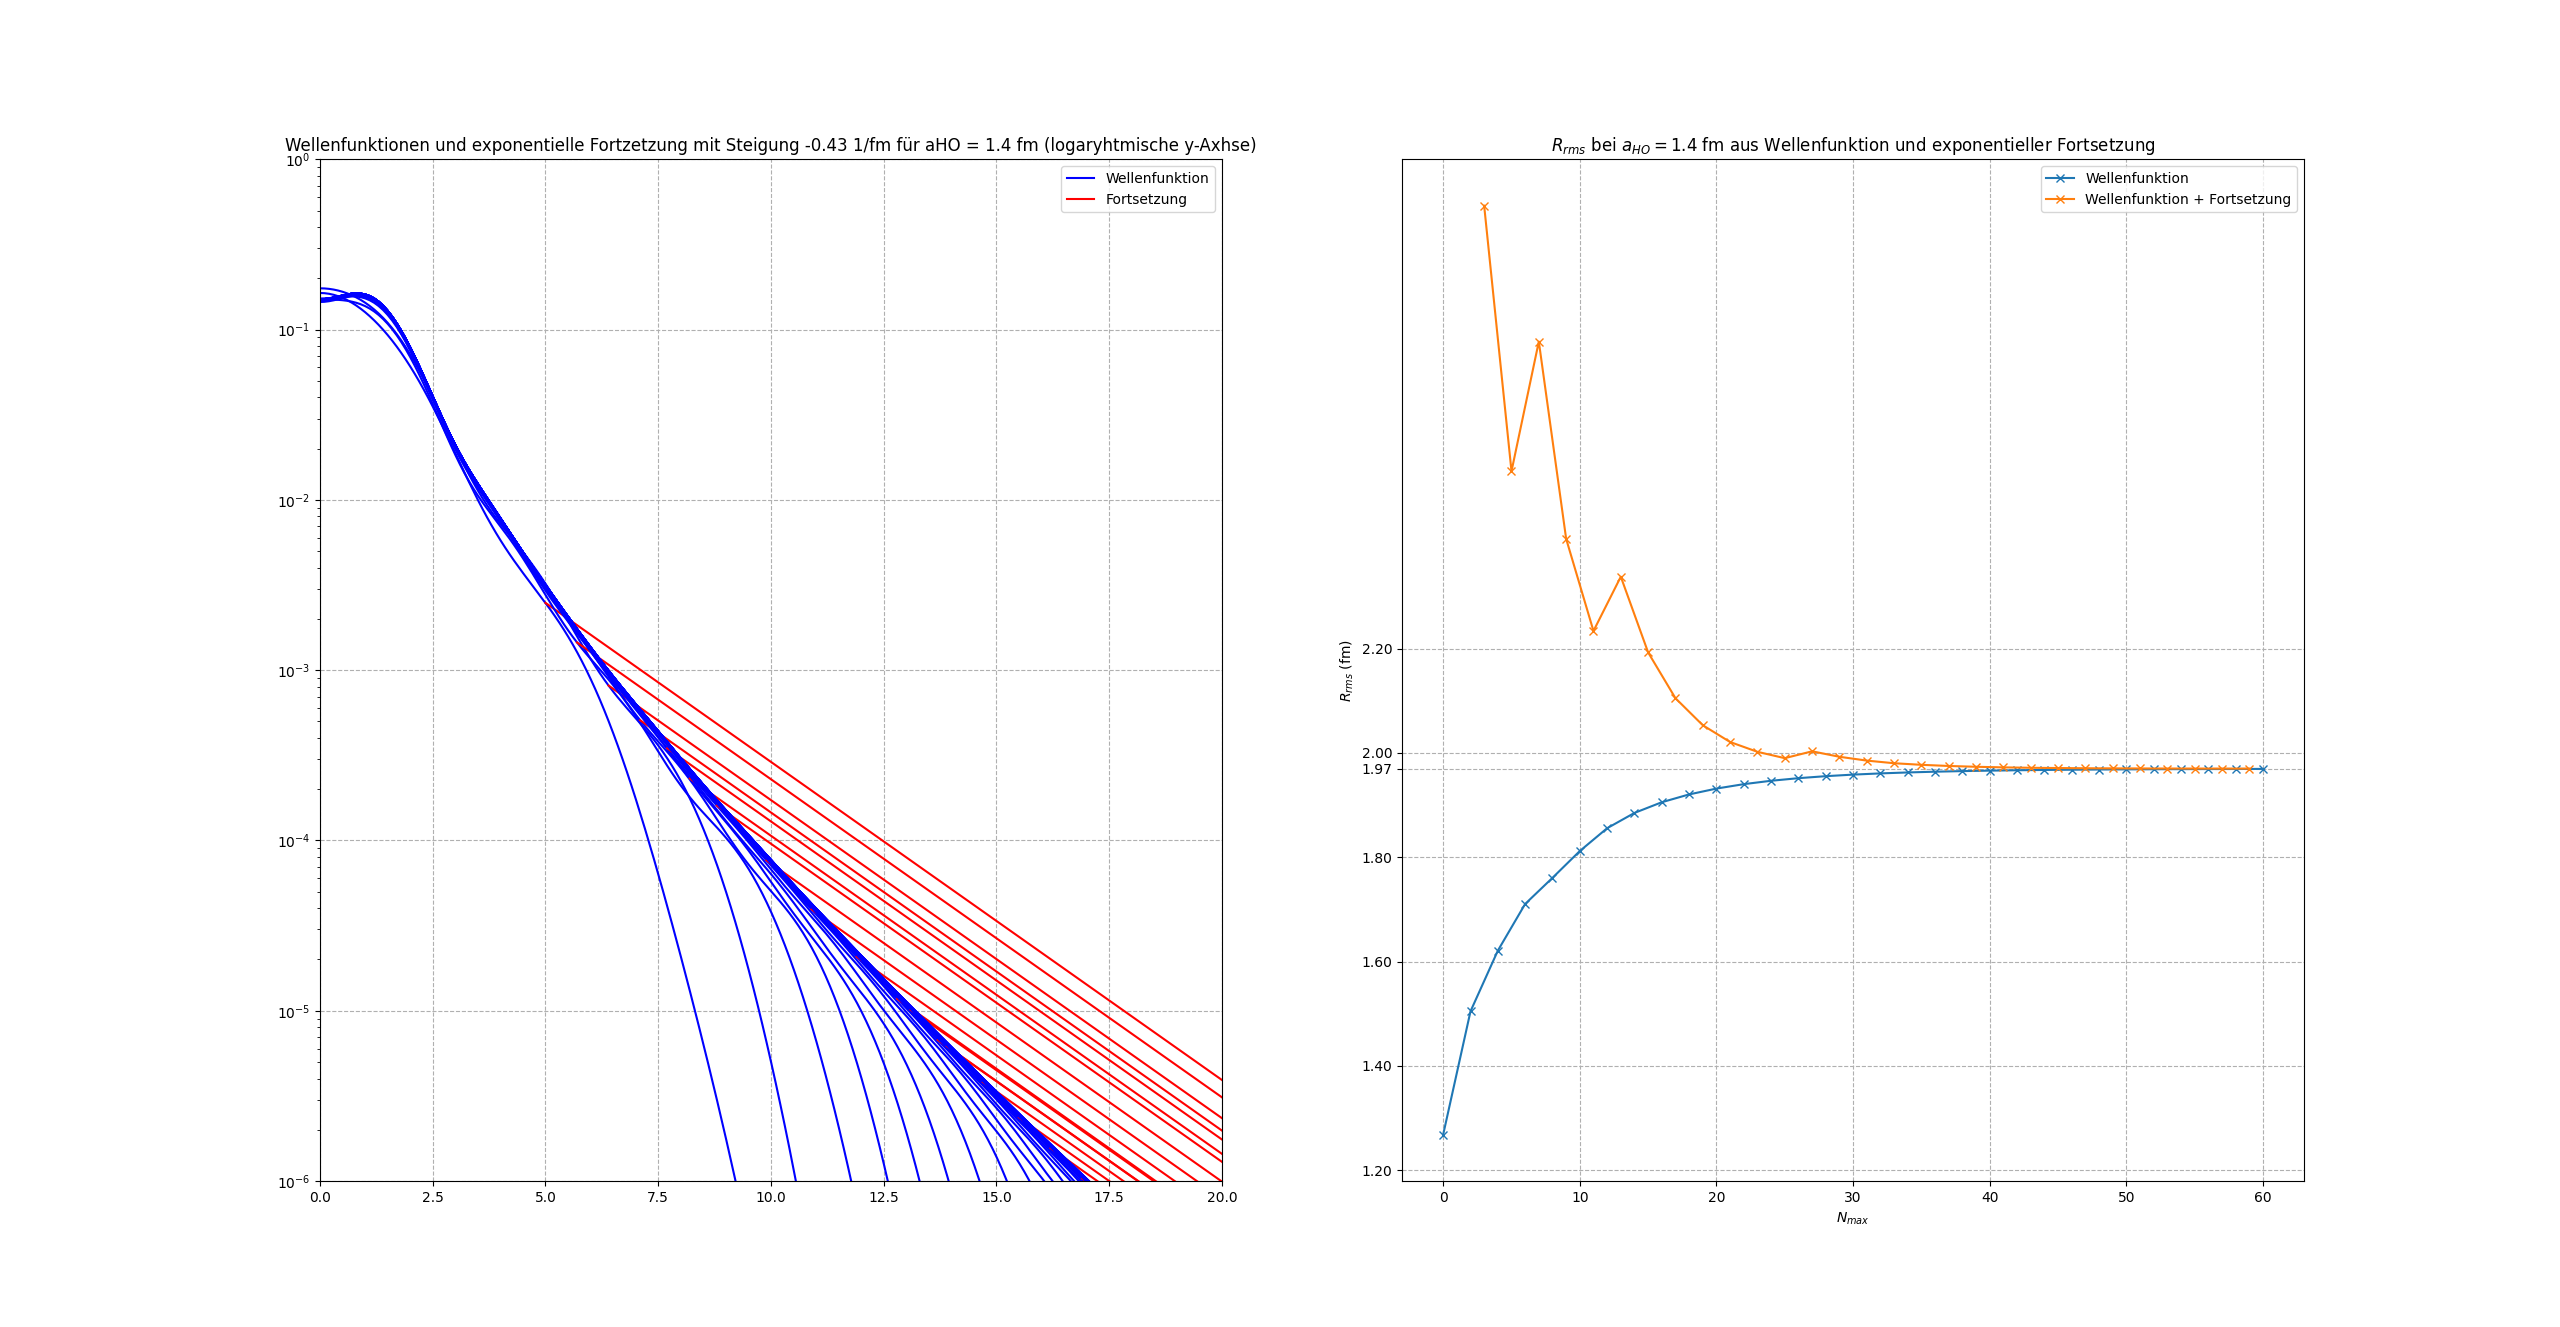 Wellenfunktionen und exponentielle Fortzetzung mit Steigung -0.43 1/fm für aHO = 1.4 fm (logaryhtmische y-Axhse)
Wellenfunktion
Fortsetzung
10^0
10^-1
10^-2
10^-3
10^-4
10^-5
10^-6
0.0 2.5 5.0 7.5 10.0 12.5 15.0 17.5 20.0
R_rms bei a_HO = 1.4 fm aus Wellenfunktion und exponentieller Fortsetzung
Wellenfunktion
Wellenfunktion + Fortsetzung
R_rms (fm)
2.20
2.00
1.97
1.80
1.60
1.40
1.20
0 10 20 30 40 50 60
N_max